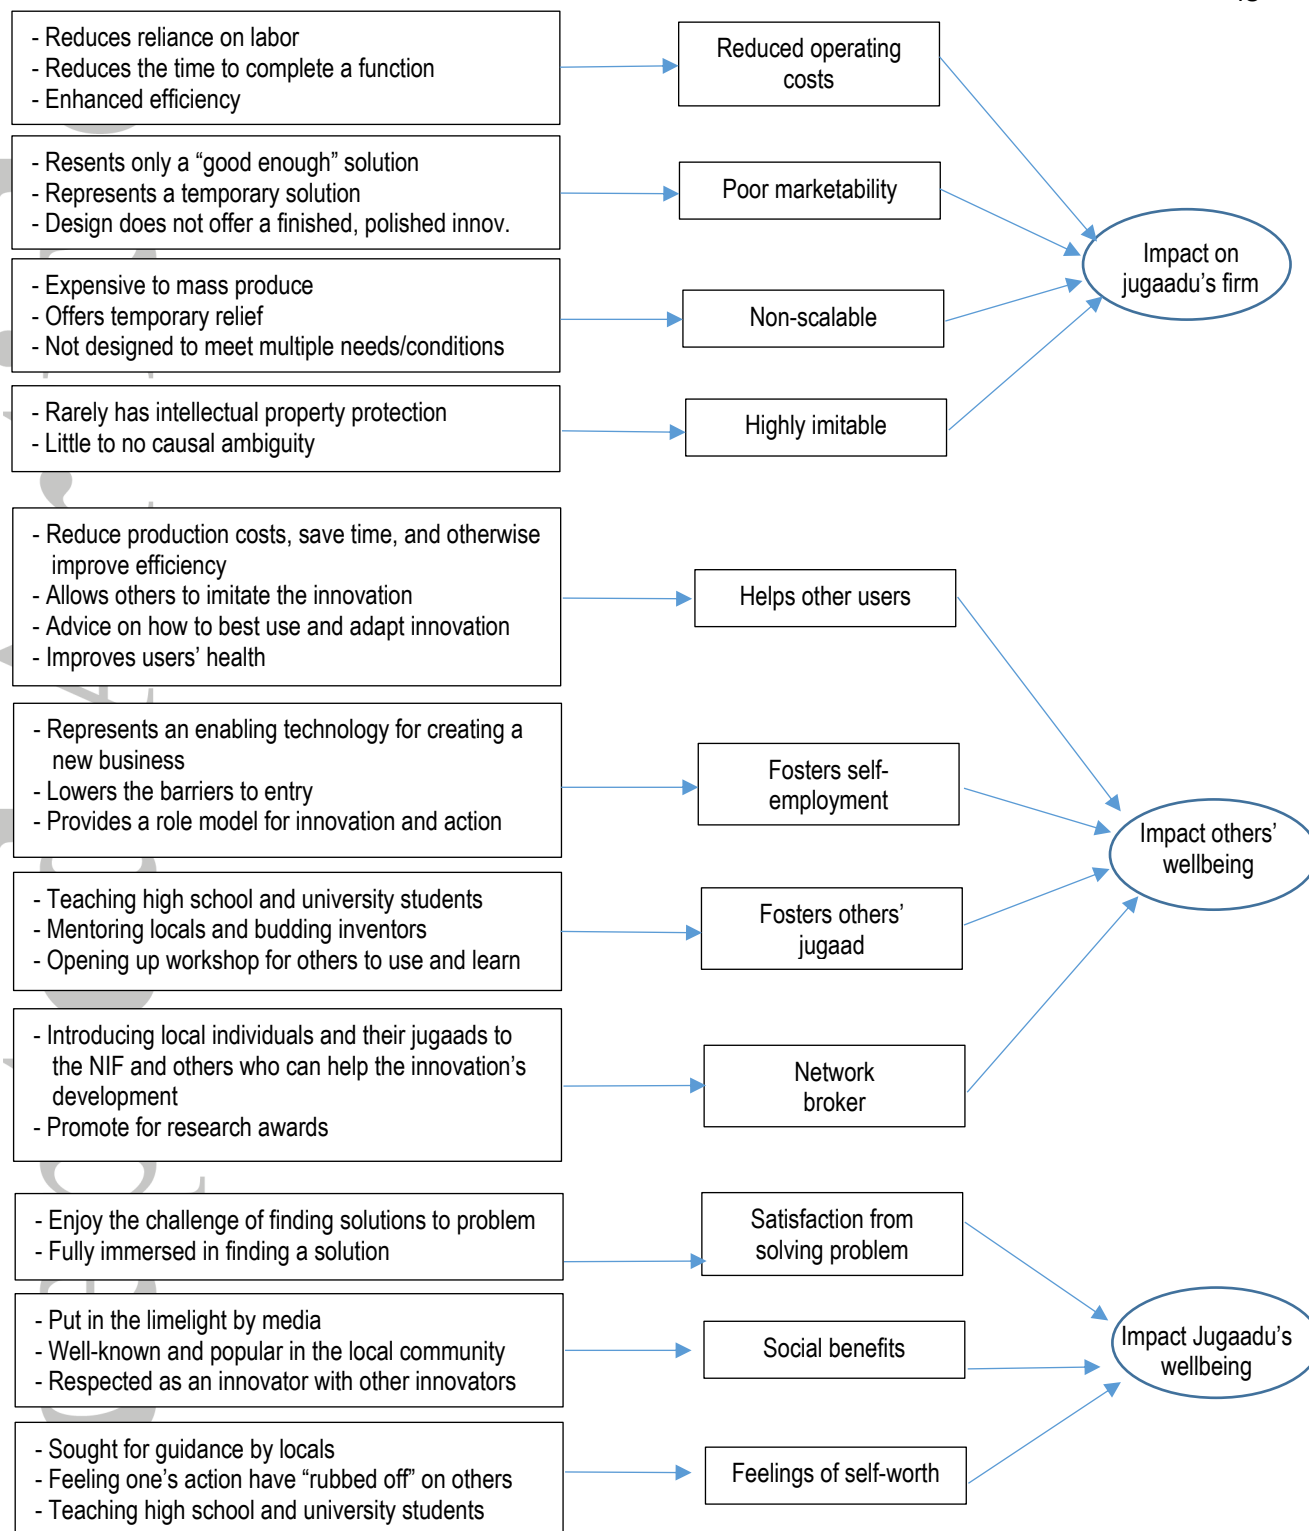 - Reduces reliance on labor
- Reduces the time to complete a function
- Enhanced efficiency
Reduced operating
costs
- Resents only a “good enough” solution
- Represents a temporary solution
- Design does not offer a finished, polished innov.
Poor marketability
- Expensive to mass produce
- Offers temporary relief
- Not designed to meet multiple needs/conditions
Non-scalable
- Rarely has intellectual property protection
- Little to no causal ambiguity
Highly imitable
Impact on
jugaadu’s firm
- Reduce production costs, save time, and otherwise
improve efficiency
- Allows others to imitate the innovation
- Advice on how to best use and adapt innovation
- Improves users’ health
Helps other users
- Represents an enabling technology for creating a
new business
- Lowers the barriers to entry
- Provides a role model for innovation and action
Fosters self-
employment
- Teaching high school and university students
- Mentoring locals and budding inventors
- Opening up workshop for others to use and learn
Fosters others’
jugaad
- Introducing local individuals and their jugaads to
the NIF and others who can help the innovation’s
development
- Promote for research awards
Network
broker
Impact others’
wellbeing
- Enjoy the challenge of finding solutions to problem
- Fully immersed in finding a solution
Satisfaction from
solving problem
- Put in the limelight by media
- Well-known and popular in the local community
- Respected as an innovator with other innovators
Social benefits
- Sought for guidance by locals
- Feeling one’s action have “rubbed off” on others
- Teaching high school and university students
Feelings of self-worth
Impact Jugaadu’s
wellbeing